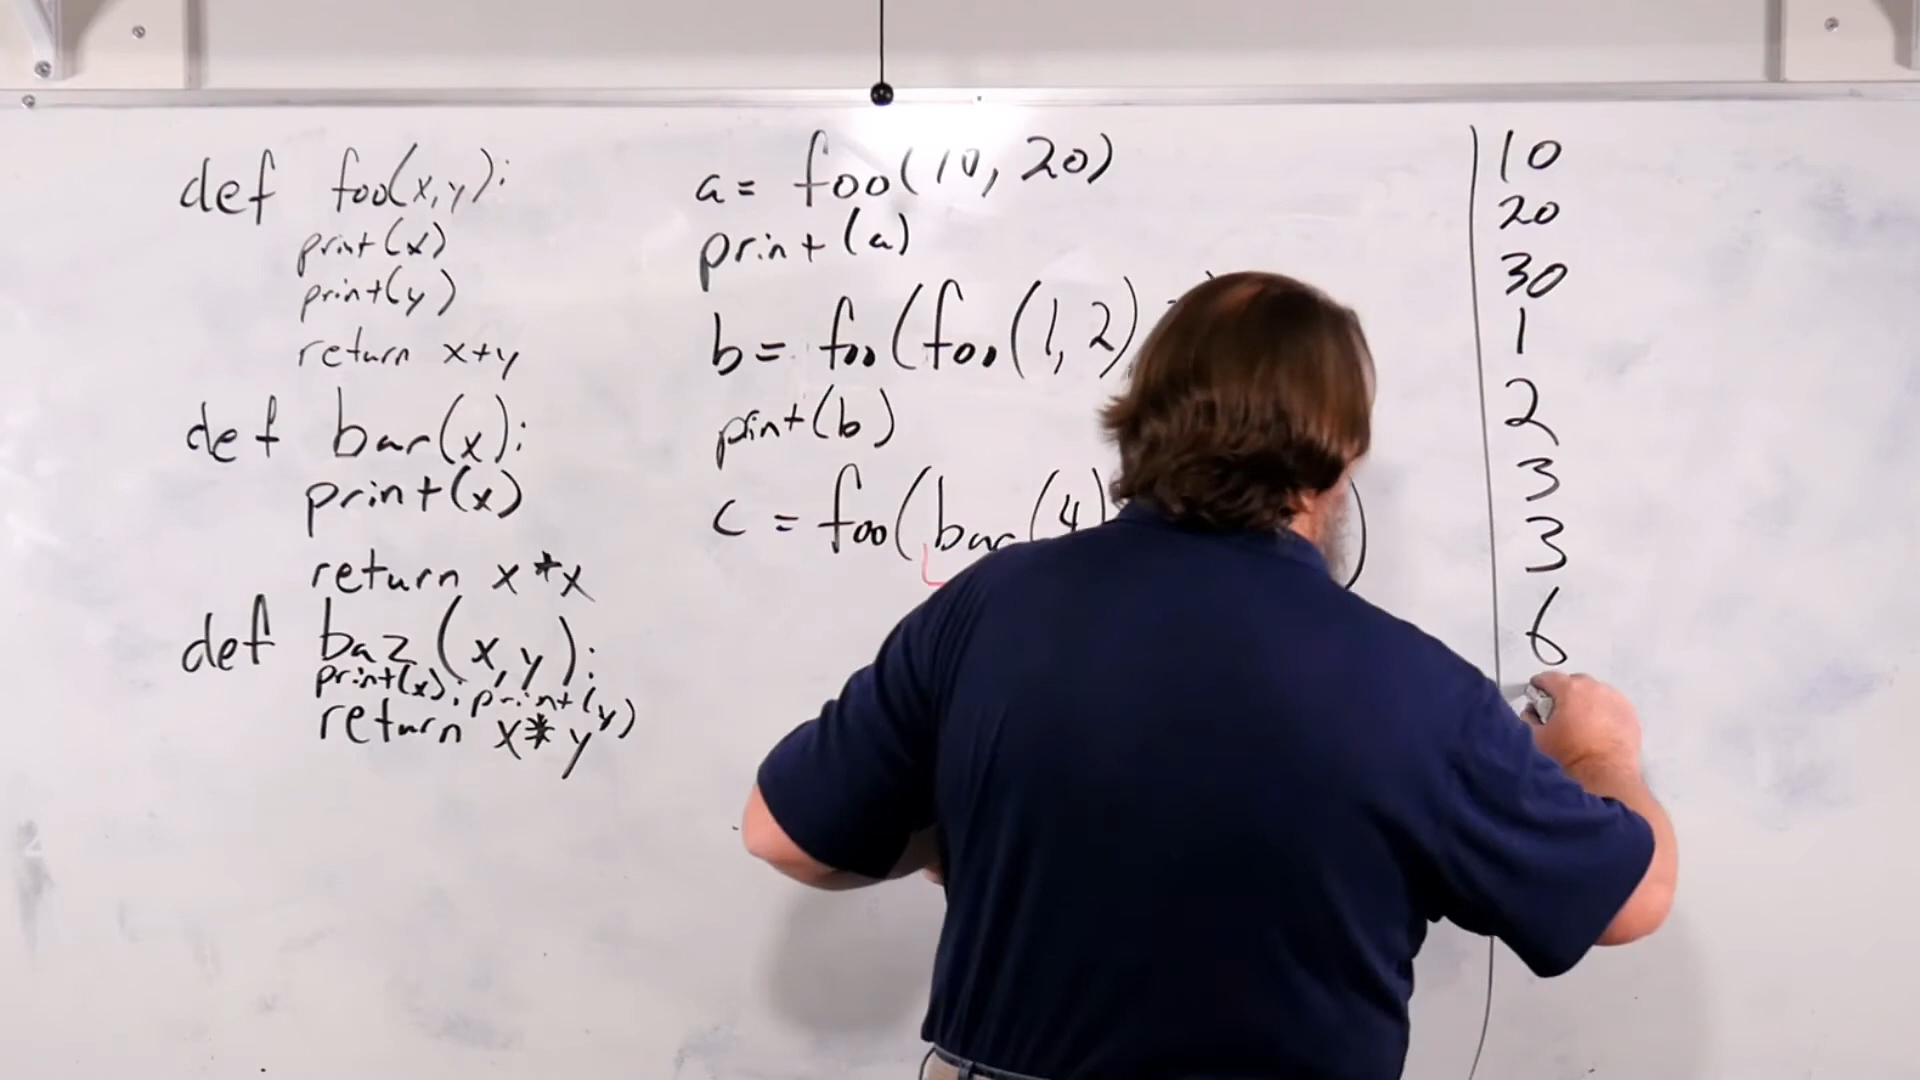 def foo(x,y):
print(x)
print(y)
return x+y
def bar(x):
print(x)
return x*x
def baz(x,y):
print(x); print(y)
return x*y
a= foo(10, 20)
print(a)
b= foo(foo(1,2)
print(b)
c = foo(bar(4)
10
20
30
1
2
3
3
6